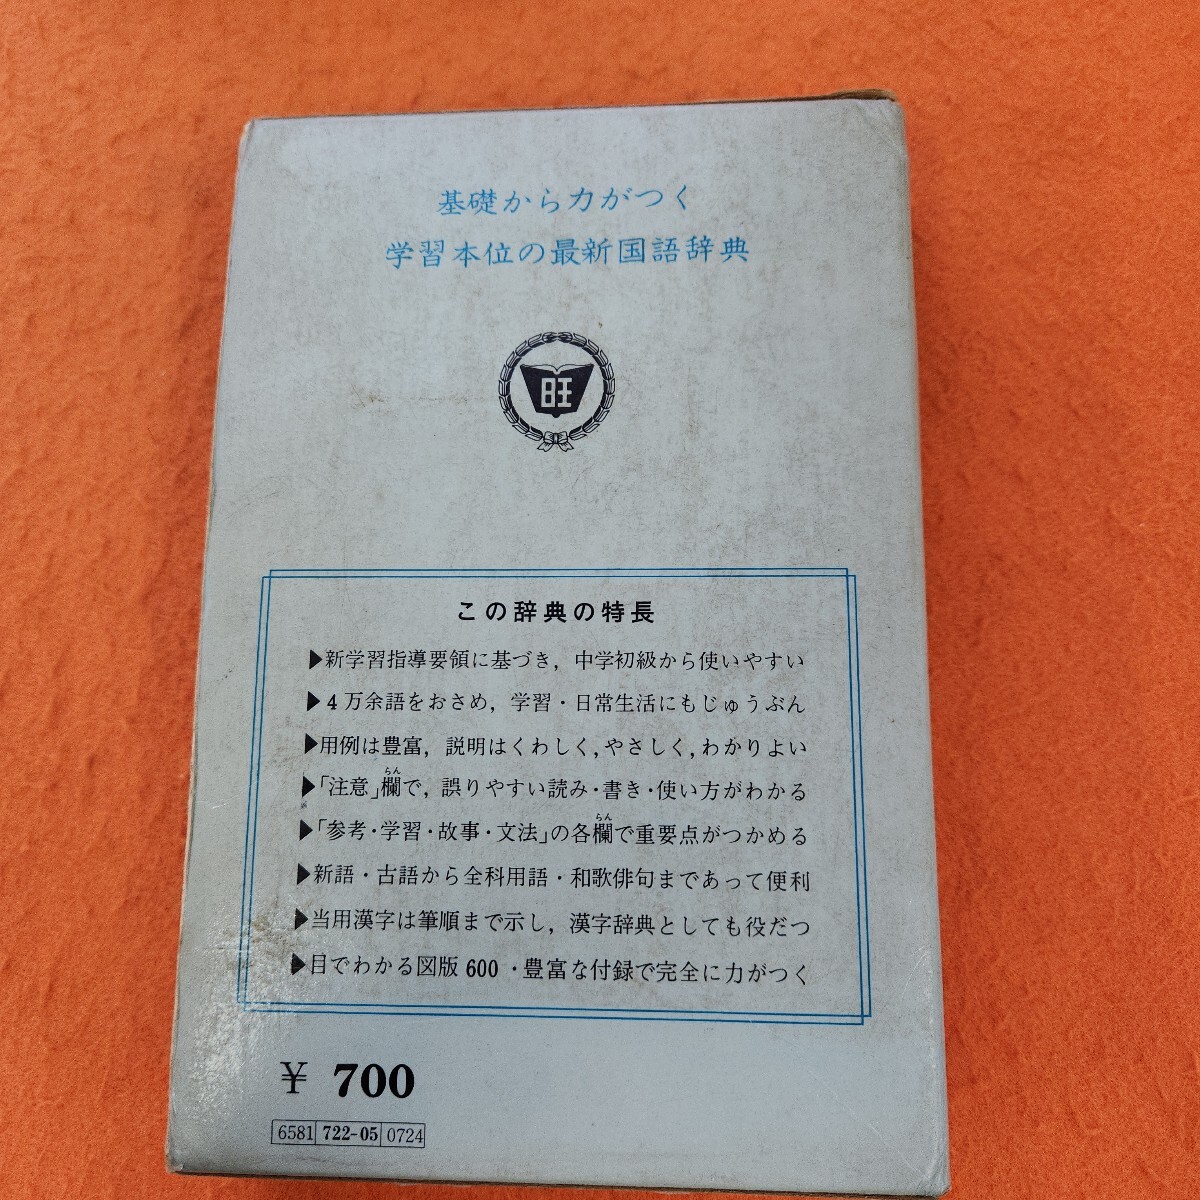 基礎から力がつく
学習本位の最新国語辞典
旺
この辞典の特長
▶新学習指導要領に基づき，中学初級から使いやすい
▶4万余語をおさめ，学習・日常生活にもじゅうぶん
▶用例は豊富，説明はくわしく，やさしく，わかりよい
らん
▶「注意」欄で，誤りやすい読み・書き・使い方がわかる
らん
▶「参考・学習・故事・文法」の各欄で重要点がつかめる
▶新語・古語から全科用語・和歌俳句まであって便利
▶当用漢字は筆順まで示し，漢字辞典としても役だつ
▶目でわかる図版600・豊富な付録で完全に力がつく
￥ 700
6581 722-05 0724